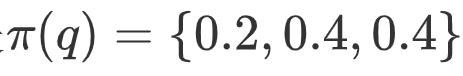 π(q) = {0.2, 0.4, 0.4}